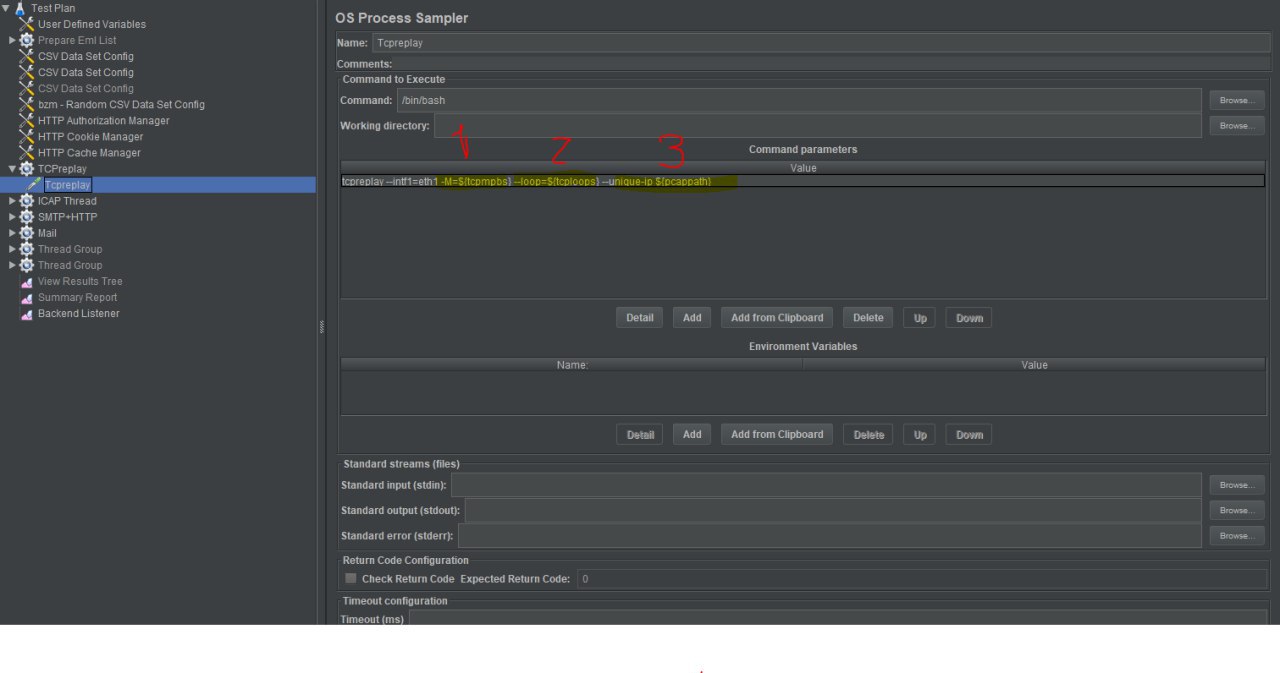 Test Plan
User Defined Variables
Prepare Eml List
CSV Data Set Config
CSV Data Set Config
CSV Data Set Config
bzm - Random CSV Data Set Config
HTTP Authorization Manager
HTTP Cookie Manager
HTTP Cache Manager
TCPreplay
Tcpreplay
ICAP Thread
SMTP+HTTP
Mail
Thread Group
Thread Group
View Results Tree
Summary Report
Backend Listener
OS Process Sampler
Name: Tcpreplay
Comments:
Command to Execute
Command: /bin/bash Browse...
Working directory: Browse...
1 2 3
Command parameters
Value
tcpreplay --intf1=eth1 -M=${tcpmpbs} --loop=${tcploops} --unique-ip ${pcappath}
Detail Add Add from Clipboard Delete Up Down
Environment Variables
Name: Value
Detail Add Add from Clipboard Delete Up Down
Standard streams (files)
Standard input (stdin): Browse...
Standard output (stdout): Browse...
Standard error (stderr): Browse...
Return Code Configuration
Check Return Code Expected Return Code: 0
Timeout configuration
Timeout (ms)